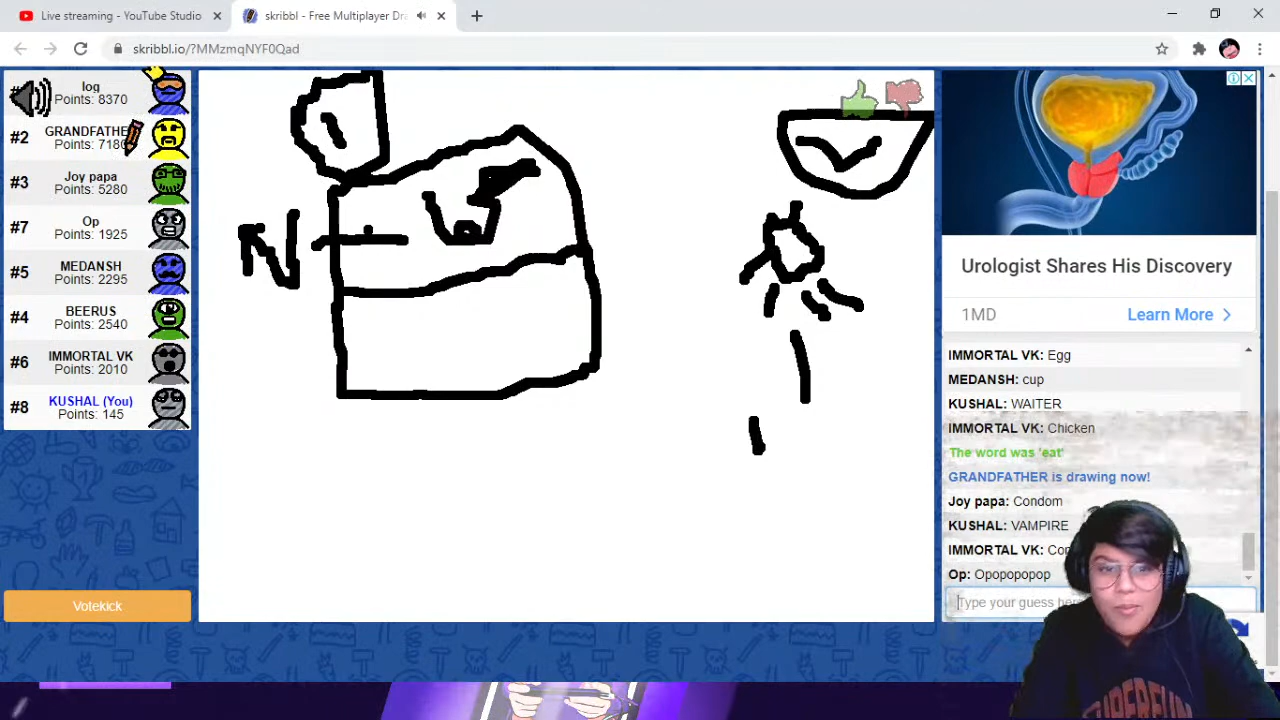 Live streaming - YouTube Studio
skribbl - Free Multiplayer Dra
skribbl.io/?MMzmqNYF0Qad
log
Points: 8370
#2
GRANDFATHE
Points: 7180
#3
Joy papa
Points: 5280
#7
Op
Points: 1925
#5
MEDANSH
Points: 2295
#4
BEERUS
Points: 2540
#6
IMMORTAL VK
Points: 2010
#8
KUSHAL (You)
Points: 145
Votekick
N
Urologist Shares His Discovery
1MD
Learn More
IMMORTAL VK: Egg
MEDANSH: cup
KUSHAL: WAITER
IMMORTAL VK: Chicken
The word was 'eat'
GRANDFATHER is drawing now!
Joy papa: Condom
KUSHAL: VAMPIRE
IMMORTAL VK:
Op: Opopopopop
Type your guess her